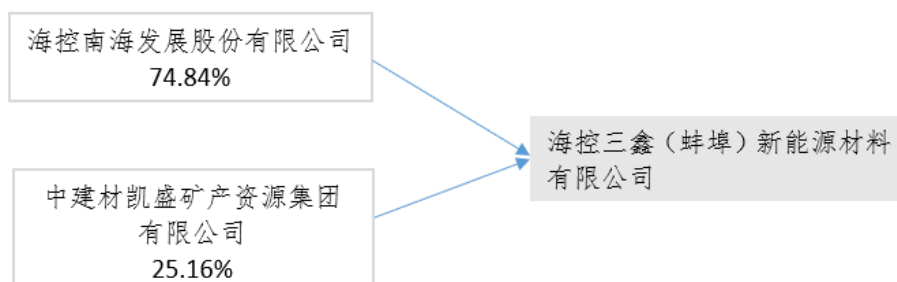 海控南海发展股份有限公司
74.84%
海控三鑫（蚌埠）新能源材料
有限公司
中建材凯盛矿产资源集团
有限公司
25.16%